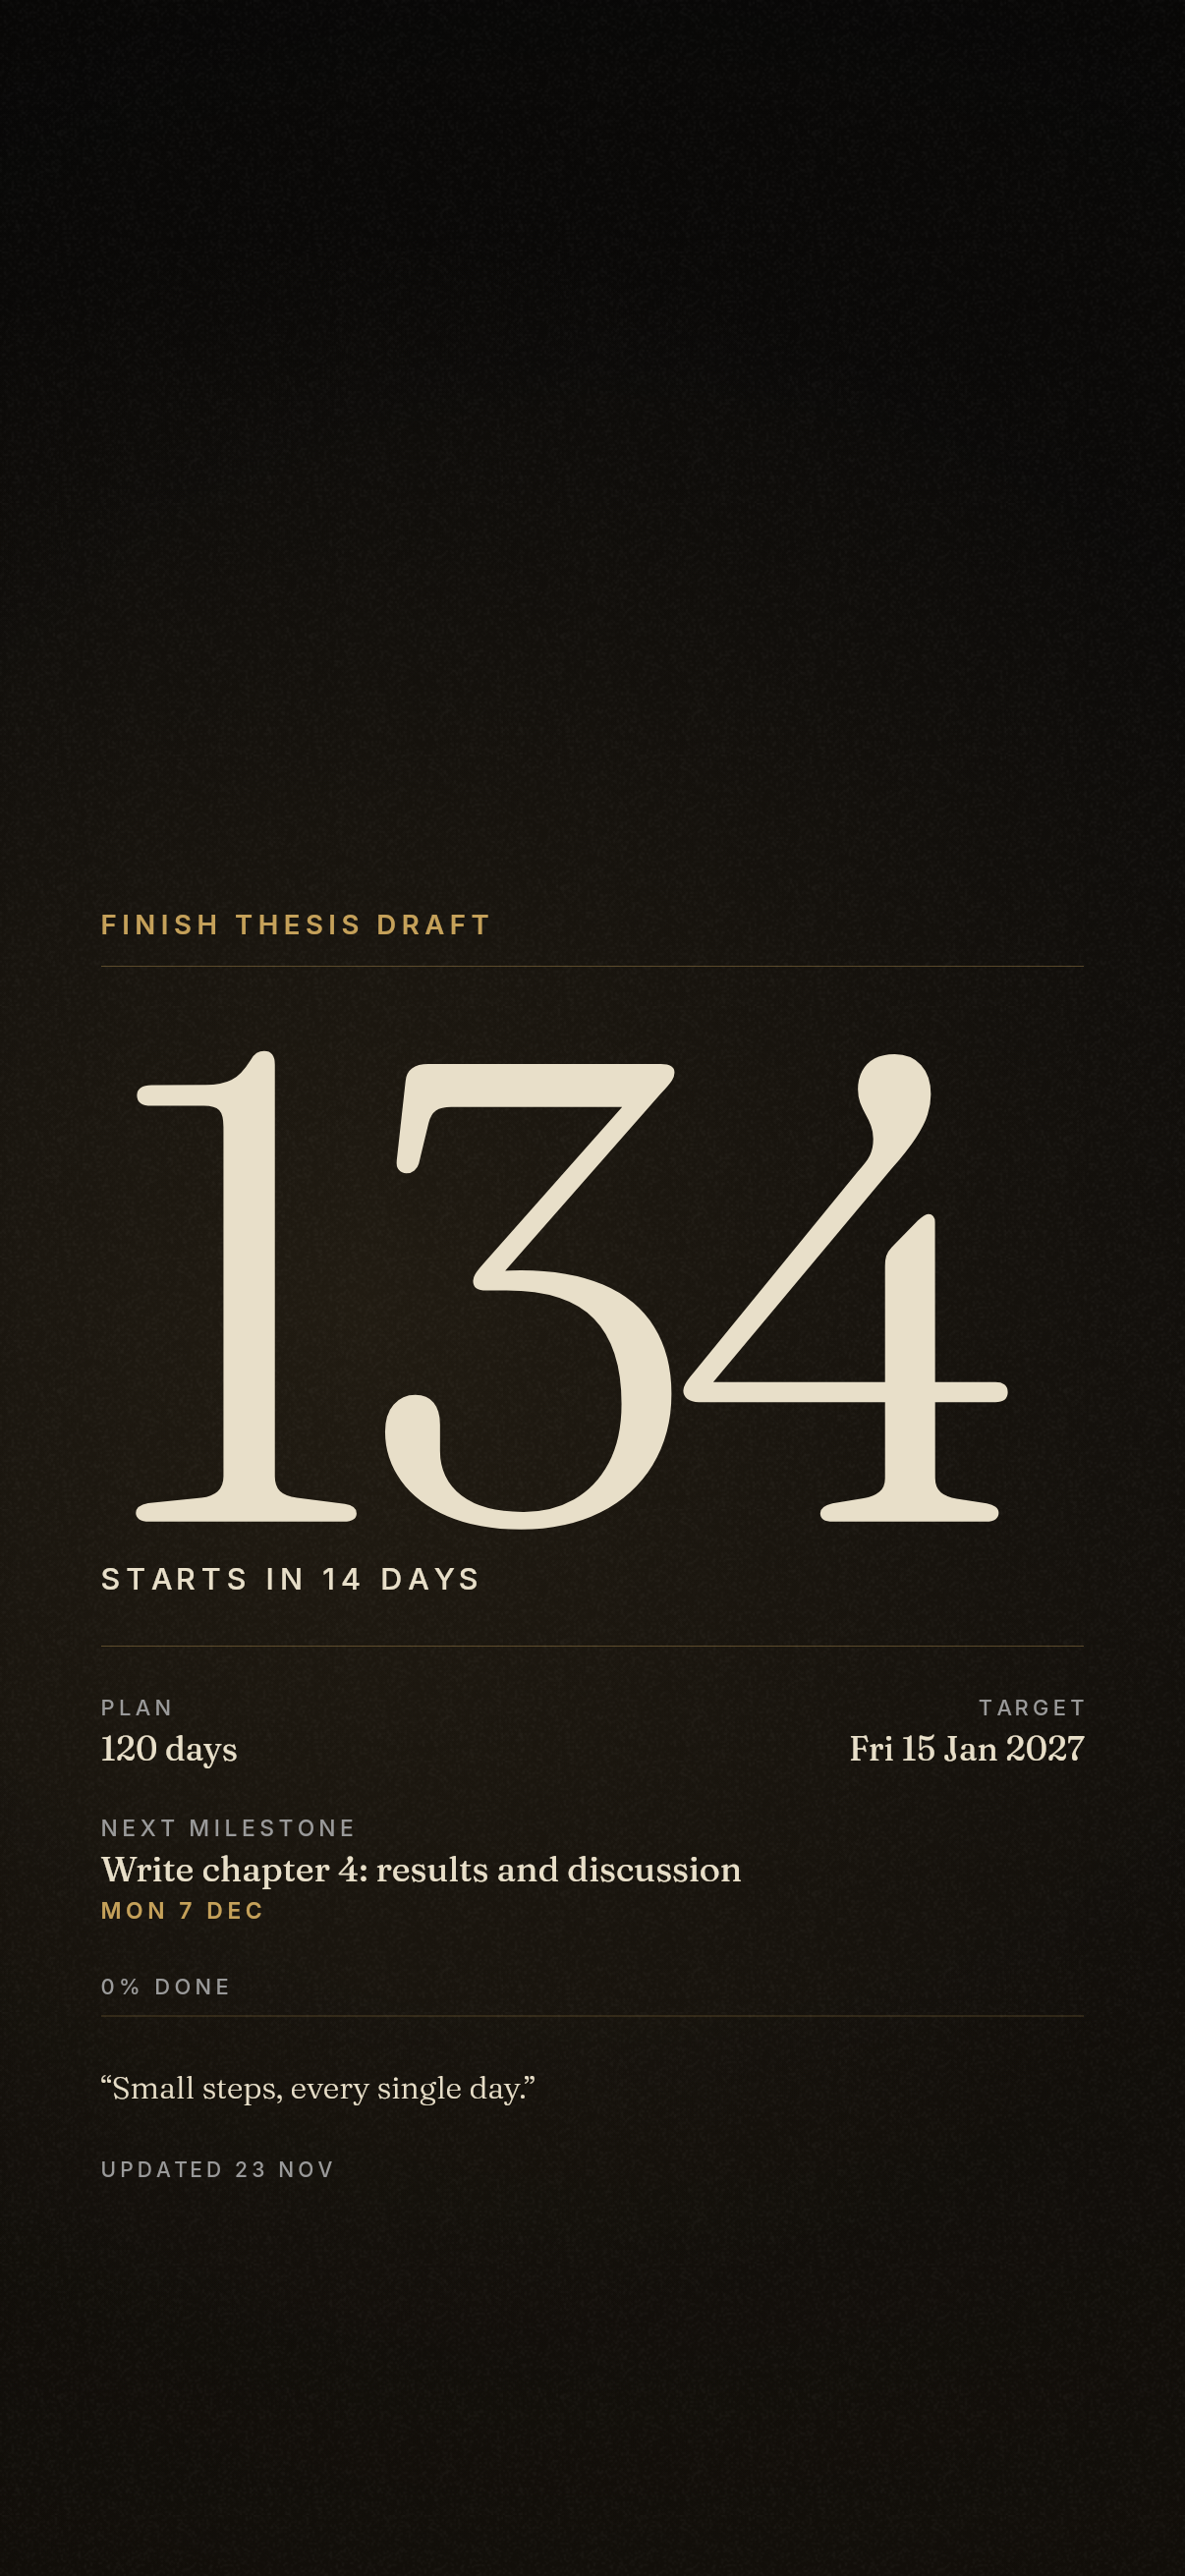 FINISH THESIS DRAFT
134
STARTS IN 14 DAYS
PLAN
TARGET
120 days
Fri 15 Jan 2027
NEXT MILESTONE
Write chapter 4: results and discussion
MON 7 DEC
0% DONE
“Small steps, every single day.”
UPDATED 23 NOV